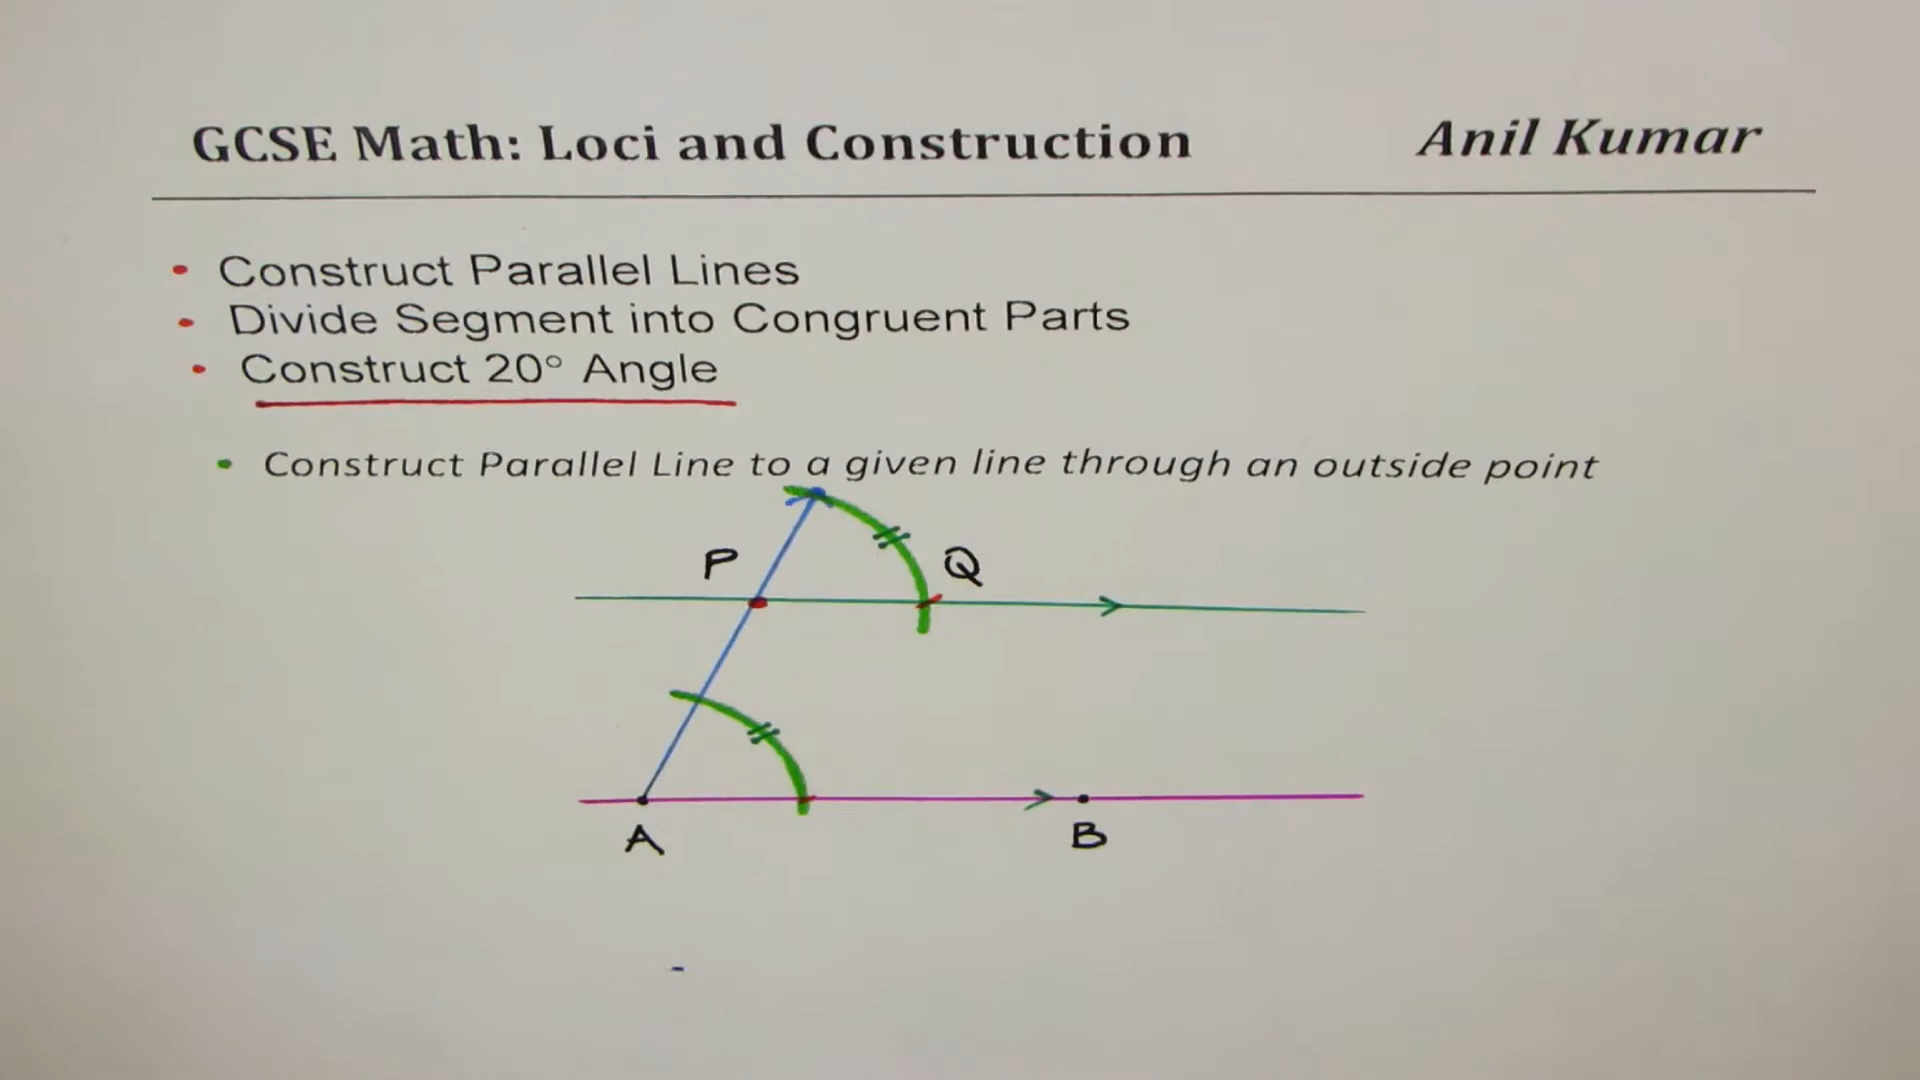 GCSE Math: Loci and Construction Anil Kumar
• Construct Parallel Lines
• Divide Segment into Congruent Parts
• Construct 20° Angle
• Construct Parallel Line to a given line through an outside point
P Q
A B